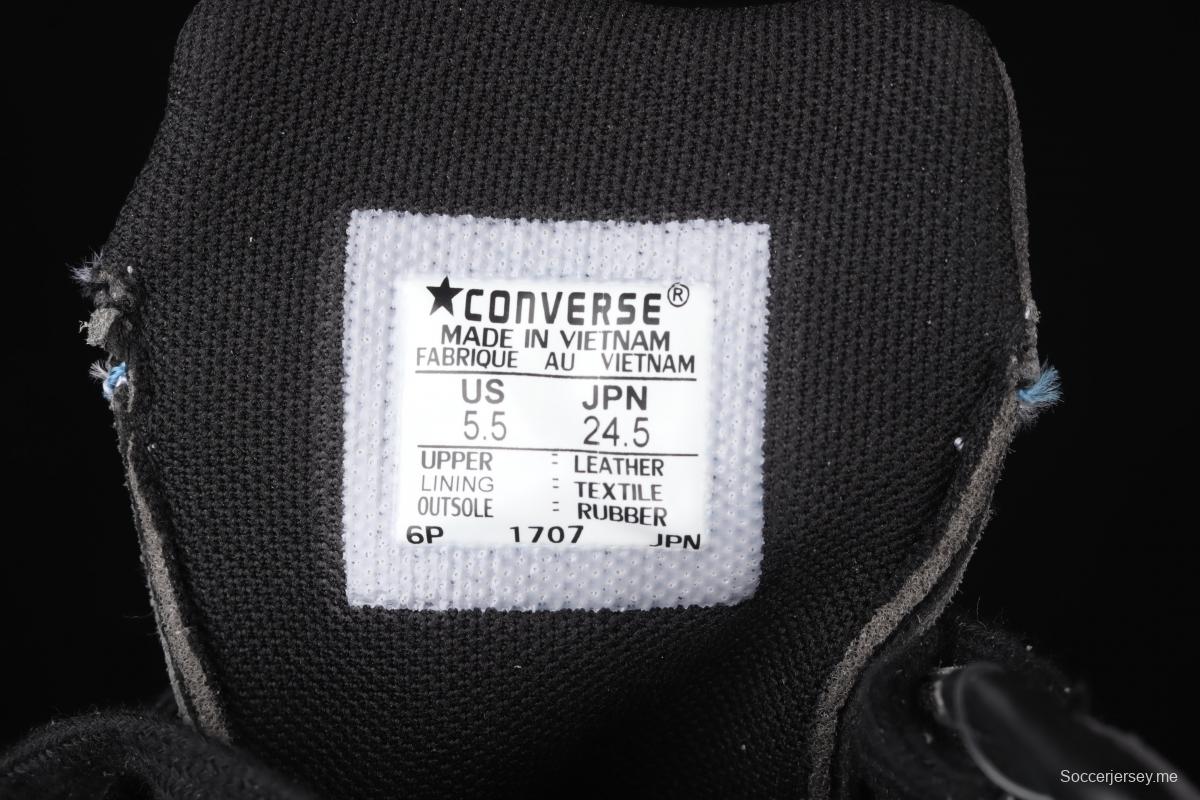 ★CONVERSE®
MADE IN VIETNAM
FABRIQUE AU VIETNAM
US JPN
5.5 24.5
UPPER : LEATHER
LINING : TEXTILE
OUTSOLE : RUBBER
6P 1707 JPN
Soccerjersey.me